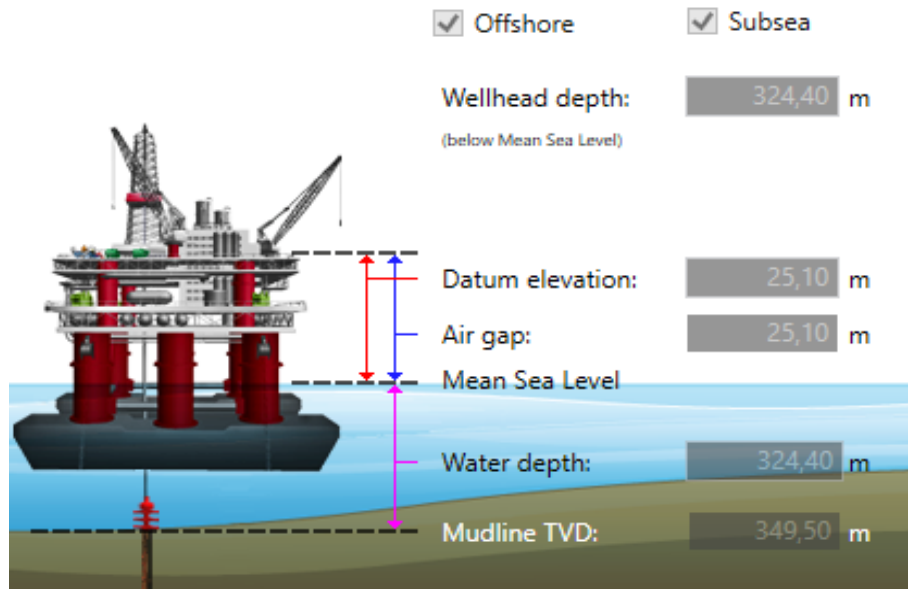 Offshore Subsea
Wellhead depth: 324,40 m
(below Mean Sea Level)
Datum elevation: 25,10 m
Air gap: 25,10 m
Mean Sea Level
Water depth: 324,40 m
Mudline TVD: 349,50 m